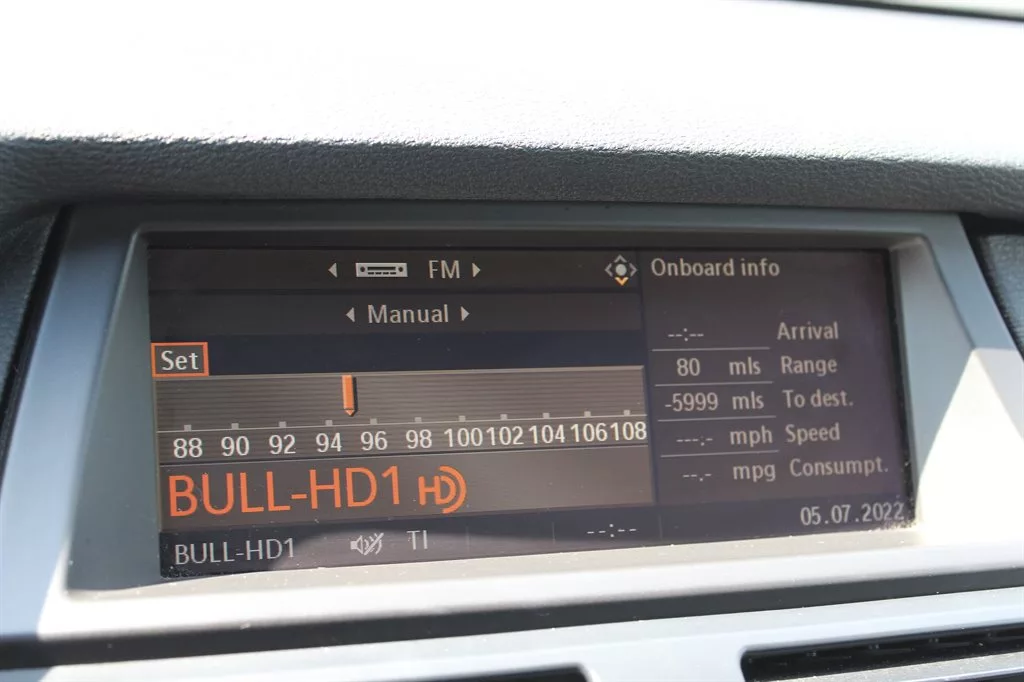 FM
Manual
Set
88 90 92 94 96 98 100 102 104 106 108
BULL-HD1 HD
BULL-HD1 TI --:--
Onboard info
--:-- Arrival
80 mls Range
-5999 mls To dest.
---.- mph Speed
--.- mpg Consumpt.
05.07.2022